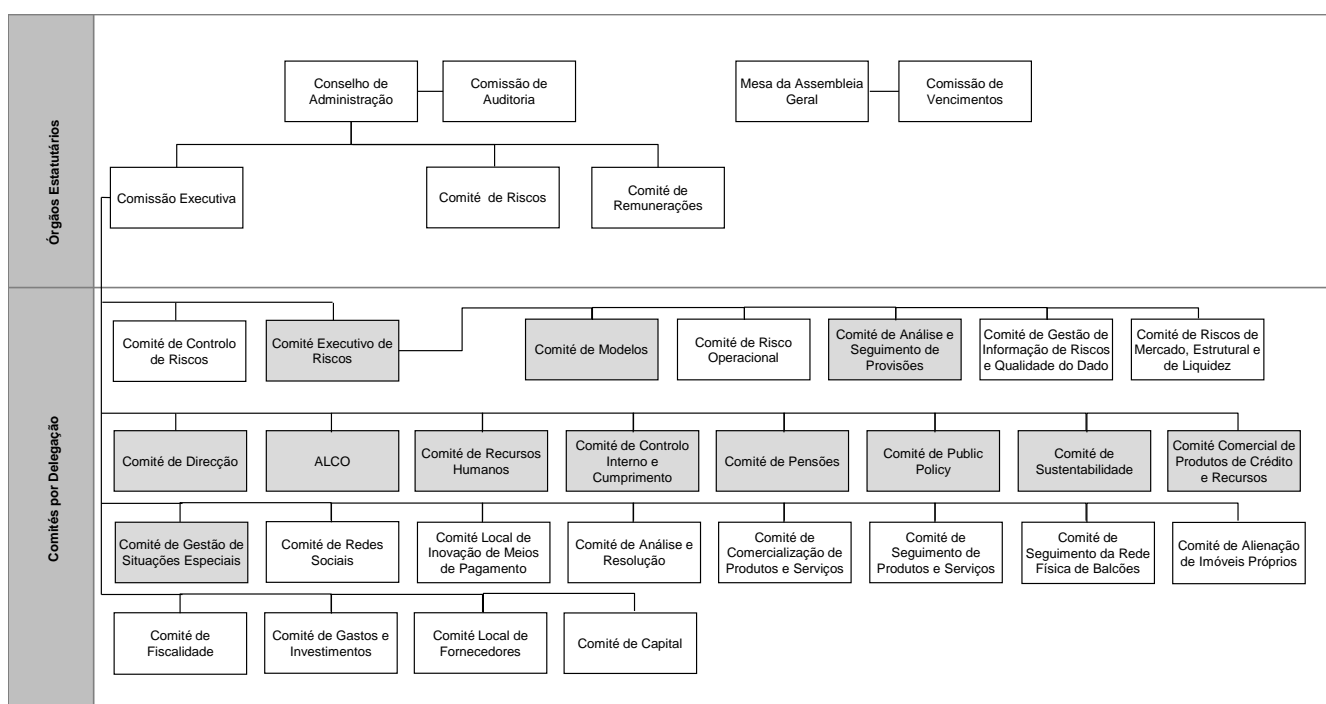 Órgãos Estatutários
Conselho de
Administração
Comissão de
Auditoria
Mesa da Assembleia
Geral
Comissão de
Vencimentos
Comissão Executiva
Comité de Riscos
Comité de
Remunerações
Comités por Delegação
Comité de Controlo
de Riscos
Comité Executivo de
Riscos
Comité de Modelos
Comité de Risco
Operacional
Comité de Análise e
Seguimento de
Provisões
Comité de Gestão de
Informação de Riscos
e Qualidade do Dado
Comité de Riscos de
Mercado, Estrutural e
de Liquidez
Comité de Direcção
ALCO
Comité de Recursos
Humanos
Comité de Controlo
Interno e
Cumprimento
Comité de Pensões
Comité de Public
Policy
Comité de
Sustentabilidade
Comité Comercial de
Produtos de Crédito
e Recursos
Comité de Gestão de
Situações Especiais
Comité de Redes
Sociais
Comité Local de
Inovação de Meios
de Pagamento
Comité de Análise e
Resolução
Comité de
Comercialização de
Produtos e Serviços
Comité de
Seguimento de
Produtos e Serviços
Comité de
Seguimento da Rede
Física de Balcões
Comité de Alienação
de Imóveis Próprios
Comité de
Fiscalidade
Comité de Gastos e
Investimentos
Comité Local de
Fornecedores
Comité de Capital